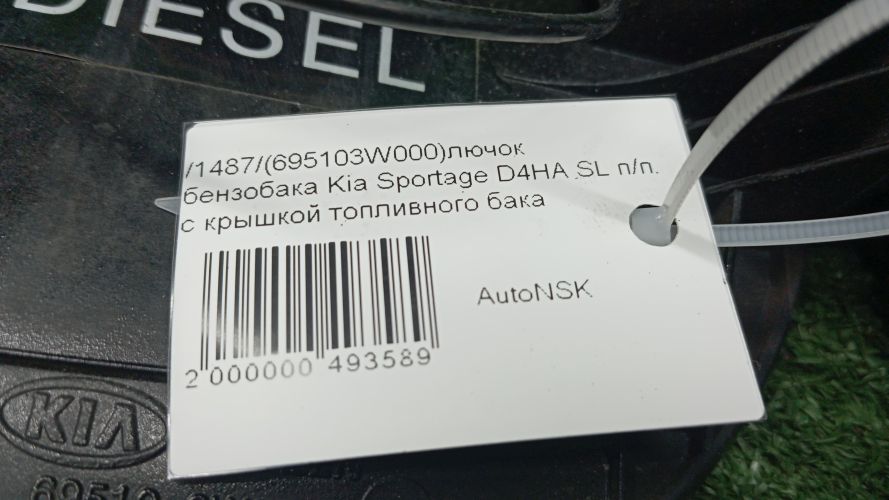 DIESEL
/1487/(695103W000)лючок
бензобака Kia Sportage D4HA SL п/п.
с крышкой топливного бака
AutoNSK
2 000000 493589
KIA